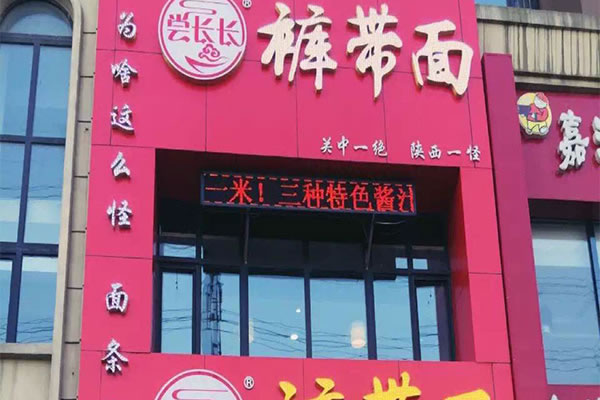 为啥这么怪 面条
尝长长®
裤带面
关中一绝 陕西一怪
一米！三种特色酱汁
嘉
®